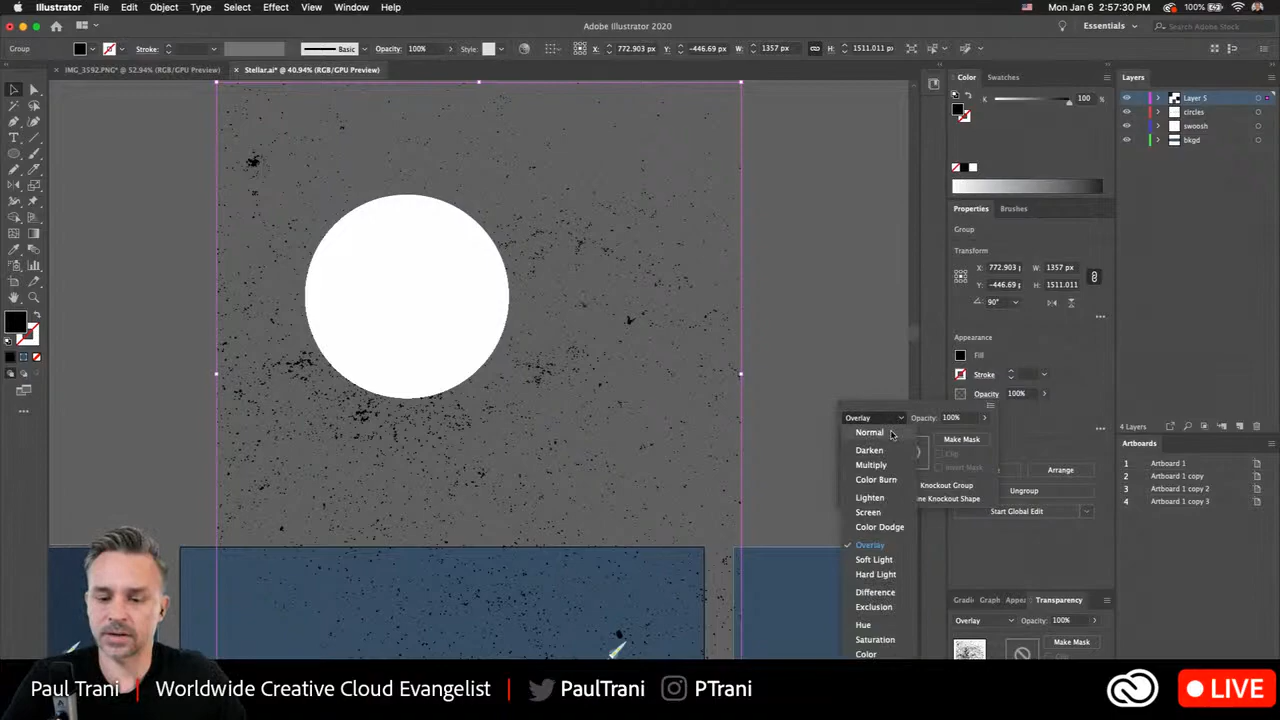 Illustrator File Edit Object Type Select Effect View Window Help
100% Mon Jan 6 2:57:30 PM
Adobe Illustrator 2020
Essentials
Search Adobe Stock
Group Stroke: Basic Opacity: 100% Style: X: 772.903 px Y: -446.69 px W: 1357 px H: 1511.011 px
× IMG_3592.PNG* @ 52.94% (RGB/GPU Preview) × Stellar.ai* @ 40.94% (RGB/GPU Preview)
Color Swatches
K 100 %
Layers
Layer 5
circles
swoosh
bkgd
Properties Brushes
Group
Transform
X: 772.903 W: 1357 px
Y: -446.69 H: 1511.011
90°
Appearance
Fill
Stroke
Opacity 100%
Overlay Opacity: 100%
Normal
Darken
Multiply
Color Burn
Lighten
Screen
Color Dodge
Overlay
Soft Light
Hard Light
Difference
Exclusion
Hue
Saturation
Color
Make Mask
Clip
Invert Mask
Knockout Group
ne Knockout Shape
Arrange
Ungroup
Start Global Edit
4 Layers
Artboards
1 Artboard 1
2 Artboard 1 copy
3 Artboard 1 copy 2
4 Artboard 1 copy 3
Gradi Graph Appea Transparency
Overlay Opacity: 100%
Make Mask
Paul Trani | Worldwide Creative Cloud Evangelist | PaulTrani PTrani
LIVE